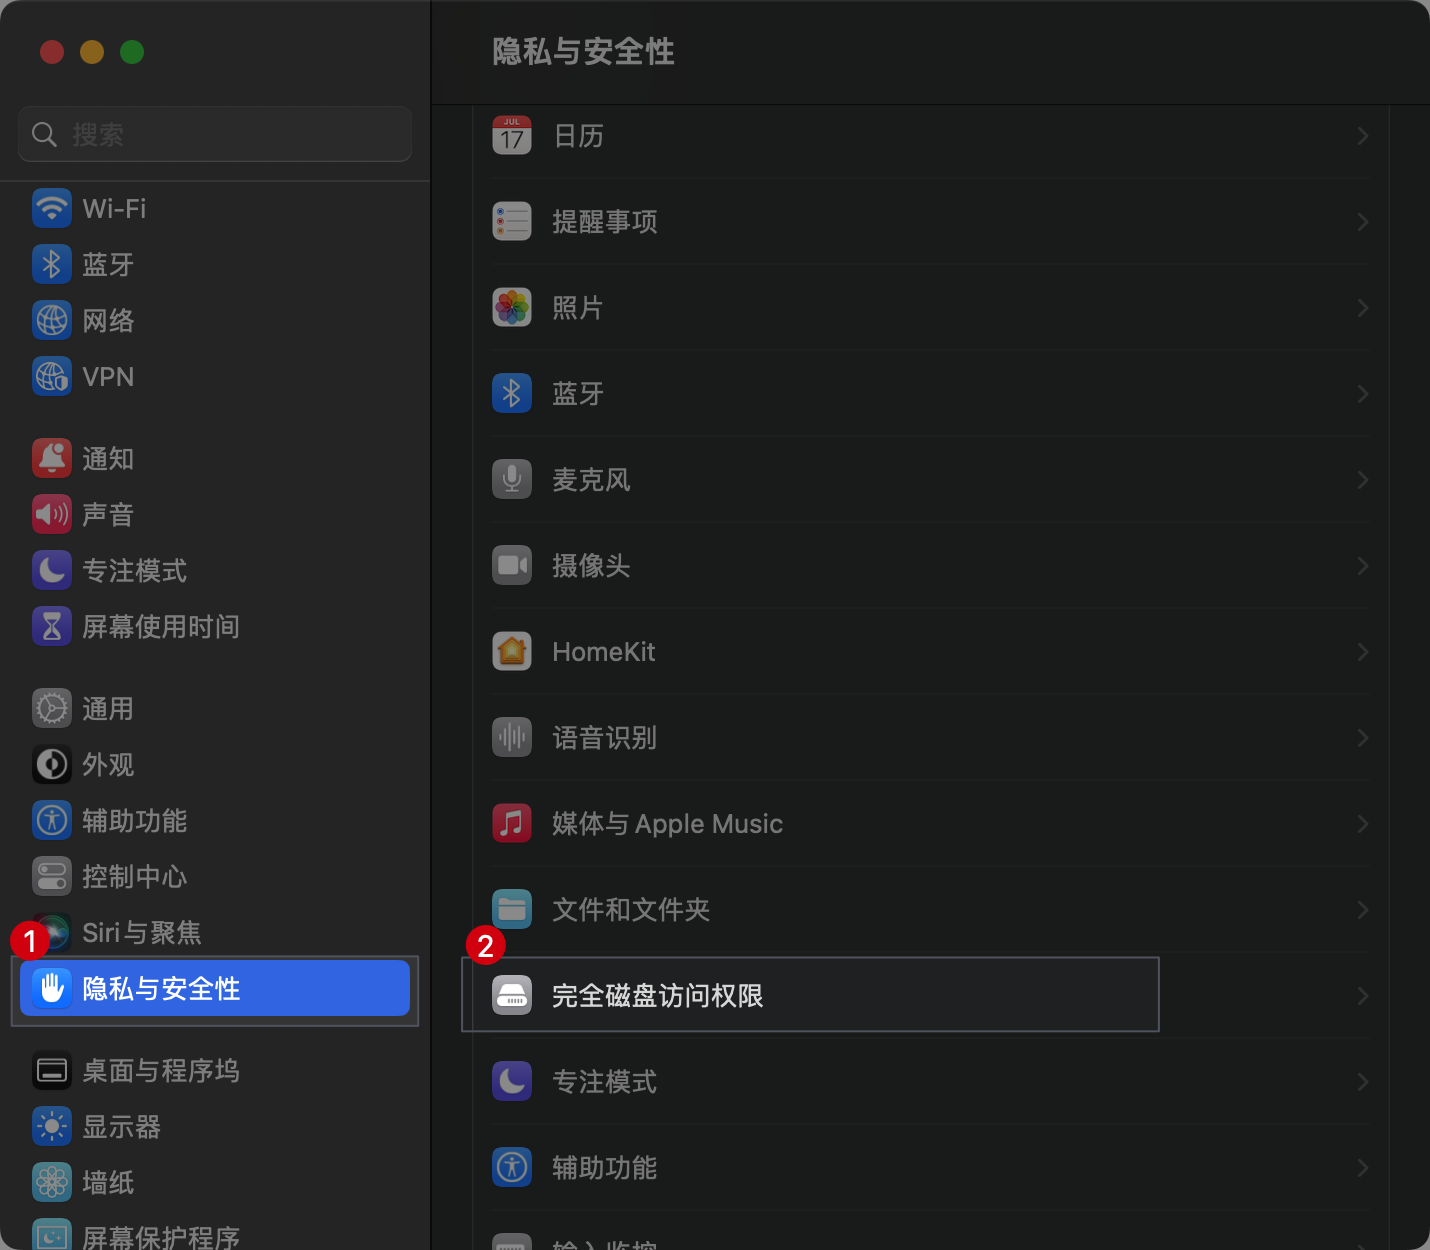 隐私与安全性
搜索
Wi-Fi
蓝牙
网络
VPN
通知
声音
专注模式
屏幕使用时间
通用
外观
辅助功能
控制中心
Siri与聚焦
1
隐私与安全性
桌面与程序坞
显示器
墙纸
屏幕保护程序
JUL
17
日历
提醒事项
照片
蓝牙
麦克风
摄像头
HomeKit
语音识别
媒体与 Apple Music
文件和文件夹
2
完全磁盘访问权限
专注模式
辅助功能
输入监控